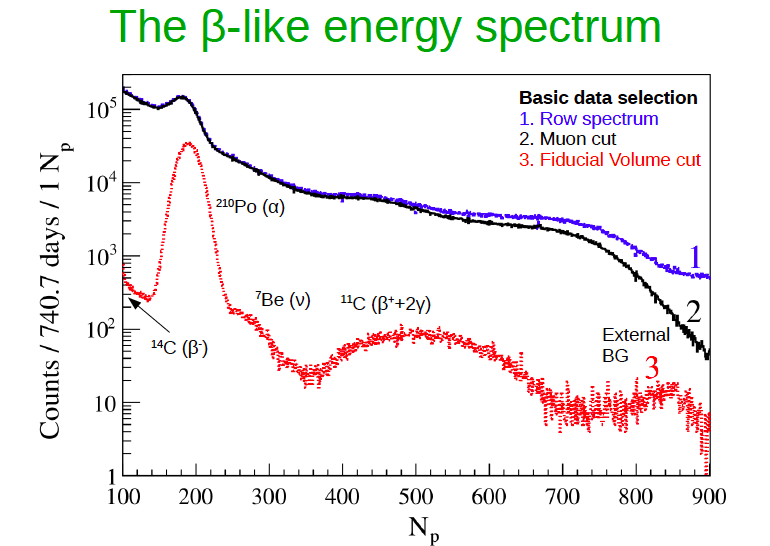 The β-like energy spectrum
Basic data selection
1. Row spectrum
2. Muon cut
3. Fiducial Volume cut
10⁵
10⁴
10³
10²
10
1
Counts / 740.7 days / 1 Nₚ
²¹⁰Po (α)
⁷Be (ν)
¹¹C (β⁺+2γ)
¹⁴C (β⁻)
1
2
External
BG
3
100 200 300 400 500 600 700 800 900
Nₚ